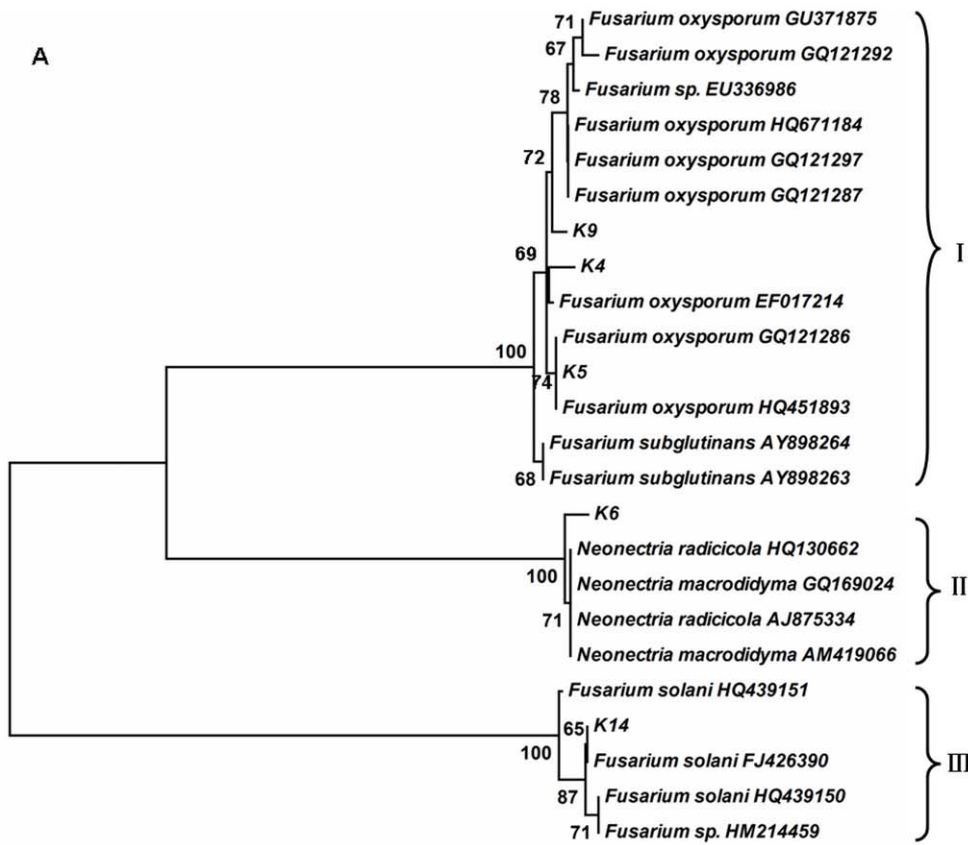 A
71 Fusarium oxysporum GU371875
67 Fusarium oxysporum GQ121292
Fusarium sp. EU336986
78
Fusarium oxysporum HQ671184
72 Fusarium oxysporum GQ121297
Fusarium oxysporum GQ121287
K9
I
69 K4
Fusarium oxysporum EF017214
Fusarium oxysporum GQ121286
100
74 K5
Fusarium oxysporum HQ451893
Fusarium subglutinans AY898264
68 Fusarium subglutinans AY898263
K6
Neonectria radicicola HQ130662
100 Neonectria macrodidyma GQ169024
II
71 Neonectria radicicola AJ875334
Neonectria macrodidyma AM419066
Fusarium solani HQ439151
65 K14
100
Fusarium solani FJ426390
III
87 Fusarium solani HQ439150
71 Fusarium sp. HM214459